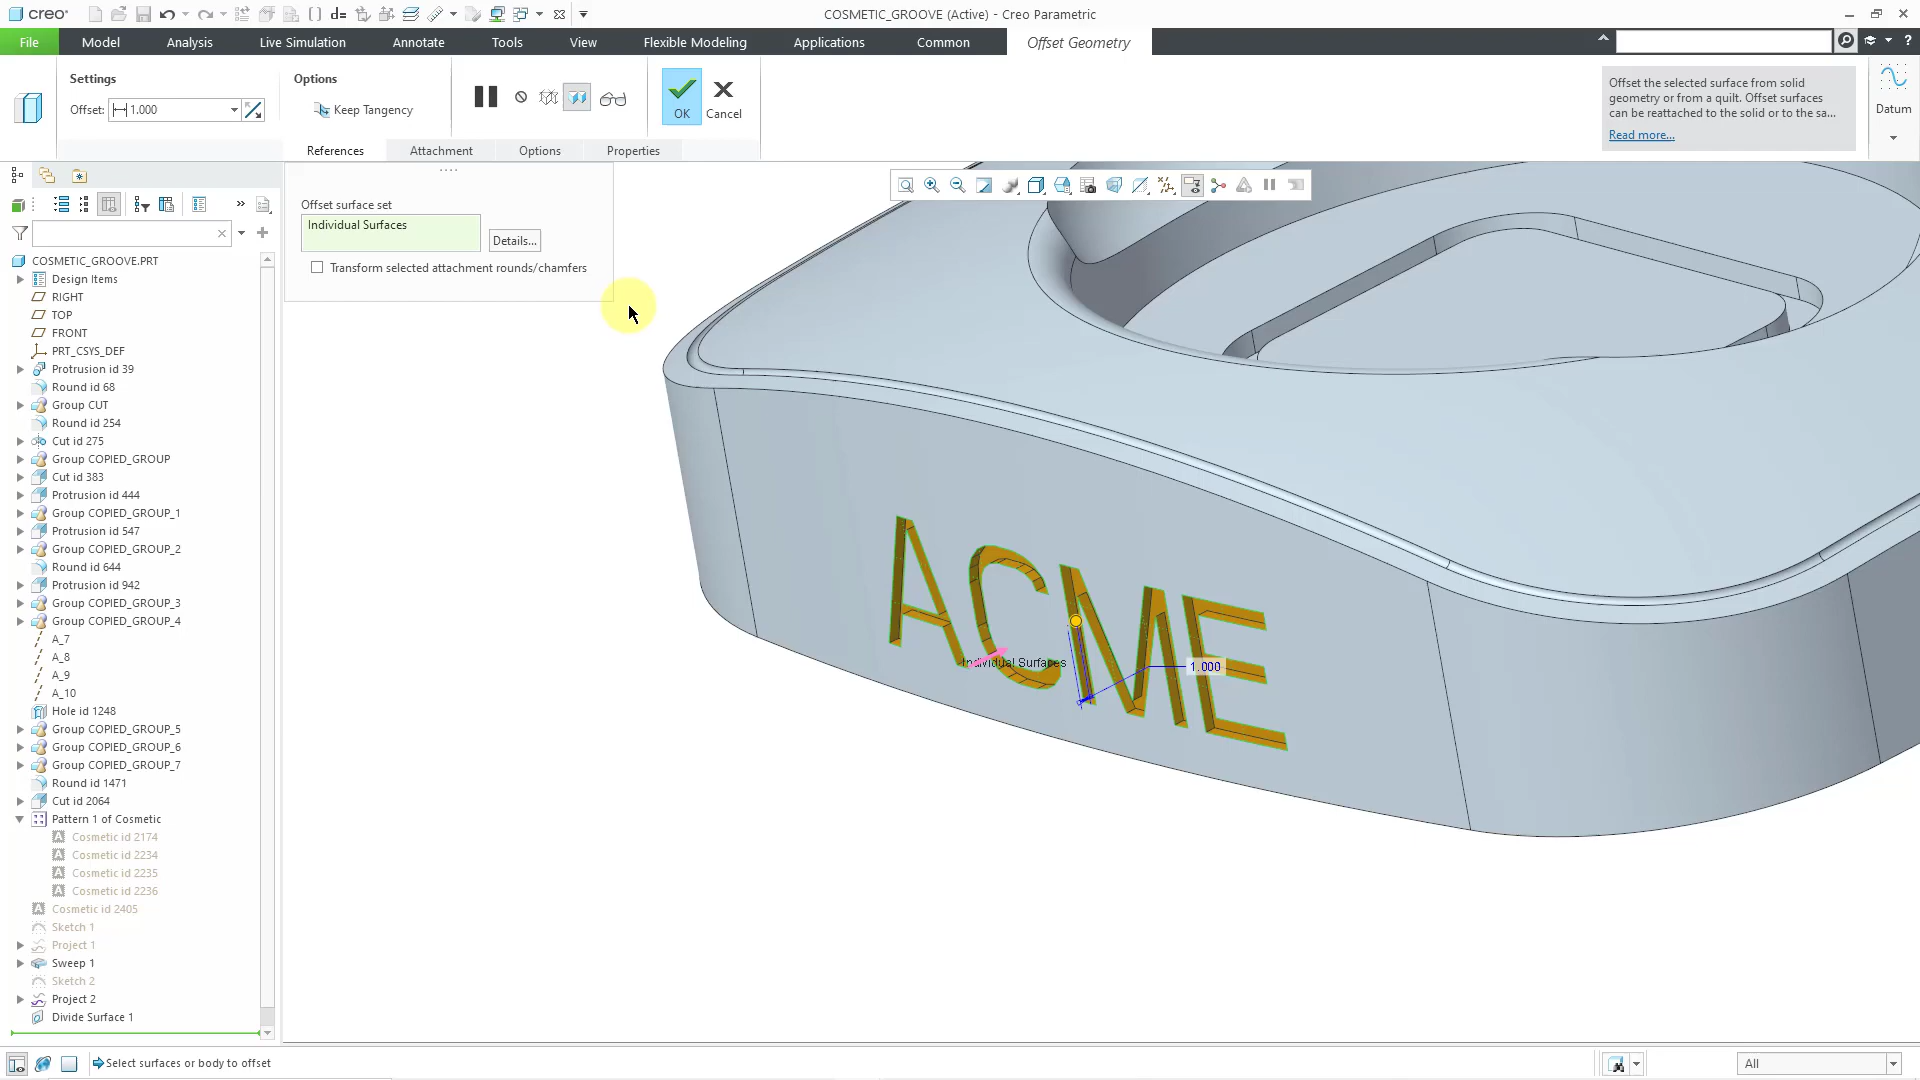 creo
COSMETIC_GROOVE (Active) - Creo Parametric
File
Model
Analysis
Live Simulation
Annotate
Tools
View
Flexible Modeling
Applications
Common
Offset Geometry
Settings
Options
Offset:
1.000
Keep Tangency
OK
Cancel
Offset the selected surface from solid
geometry or from a quilt. Offset surfaces
can be reattached to the solid or to the sa...
Read more...
Datum
References
Attachment
Options
Properties
Offset surface set
Individual Surfaces
Details...
Transform selected attachment rounds/chamfers
COSMETIC_GROOVE.PRT
Design Items
RIGHT
TOP
FRONT
PRT_CSYS_DEF
Protrusion id 39
Round id 68
Group CUT
Round id 254
Cut id 275
Group COPIED_GROUP
Cut id 383
Protrusion id 444
Group COPIED_GROUP_1
Protrusion id 547
Group COPIED_GROUP_2
Round id 644
Protrusion id 942
Group COPIED_GROUP_3
Group COPIED_GROUP_4
A_7
A_8
A_9
A_10
Hole id 1248
Group COPIED_GROUP_5
Group COPIED_GROUP_6
Group COPIED_GROUP_7
Round id 1471
Cut id 2064
Pattern 1 of Cosmetic
Cosmetic id 2174
Cosmetic id 2234
Cosmetic id 2235
Cosmetic id 2236
Cosmetic id 2405
Sketch 1
Project 1
Sweep 1
Sketch 2
Project 2
Divide Surface 1
ACME
Individual Surfaces
1.000
Select surfaces or body to offset
All